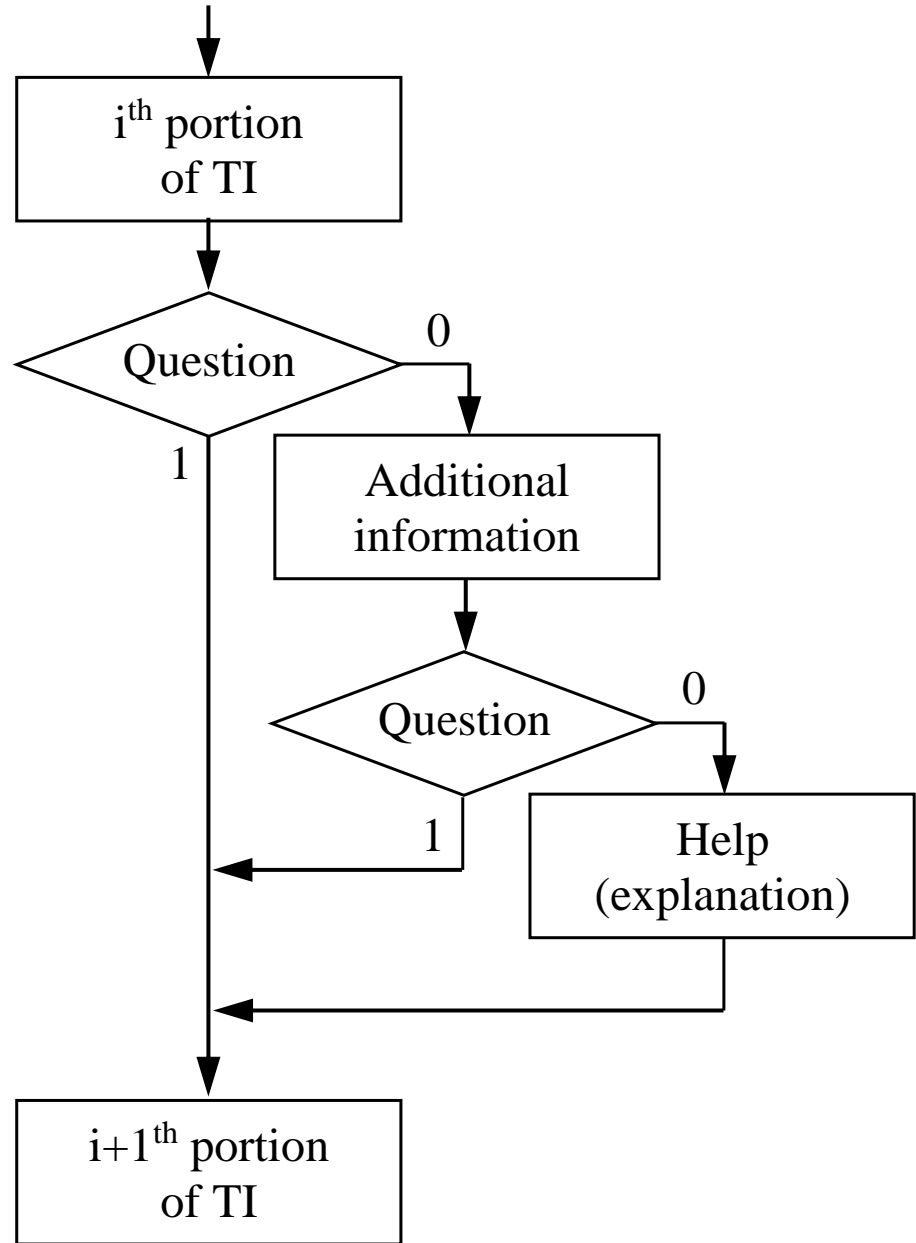 iᵗʰ portion
of TI
Question
0
1
Additional
information
Question
0
1
Help
(explanation)
i+1ᵗʰ portion
of TI